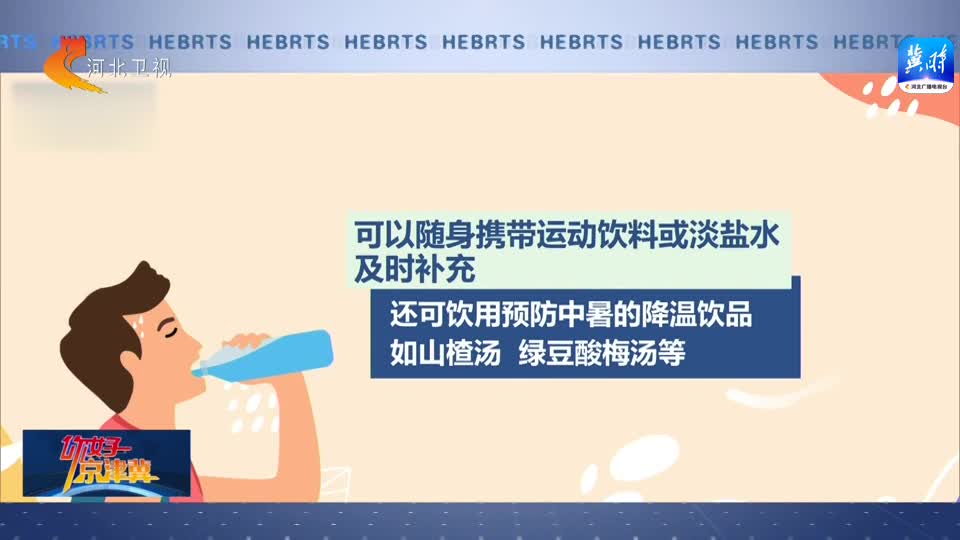 RTS HEBRTS HEBRTS HEBRTS HEBRTS HEBRTS HEBRTS HEBRTS HEBRTS HE
河北卫视
冀时
河北广播电视台
可以随身携带运动饮料或淡盐水
及时补充
还可饮用预防中暑的降温饮品
如山楂汤 绿豆酸梅汤等
你好
京津冀